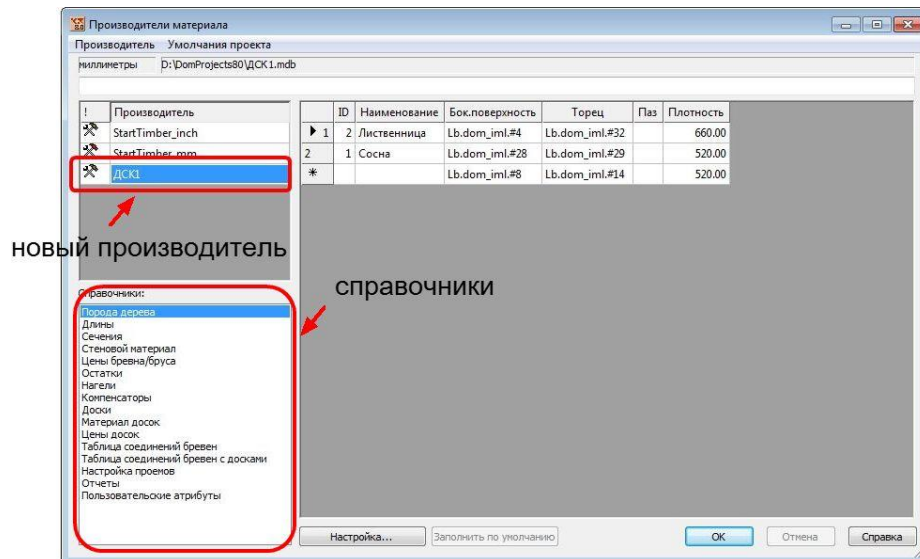 Производители материала
Производитель Умолчания проекта
миллиметры D:\DomProjects80\ДСК1.mdb
! Производитель
StartTimber_inch
StartTimber_mm
ДСК1
новый производитель
ID Наименование Бок.поверхность Торец Паз Плотность
1 2 Лиственница Lb.dom_iml.#4 Lb.dom_iml.#32 660.00
2 1 Сосна Lb.dom_iml.#28 Lb.dom_iml.#29 520.00
* Lb.dom_iml.#8 Lb.dom_iml.#14 520.00
справочники
Справочники:
Порода дерева
Длины
Сечения
Стеновой материал
Цены бревна/бруса
Остатки
Нагели
Компенсаторы
Доски
Материал досок
Цены досок
Таблица соединений бревен
Таблица соединений бревен с досками
Настройка проемов
Отчеты
Пользовательские атрибуты
Настройка... Заполнить по умолчанию OK Отмена Справка